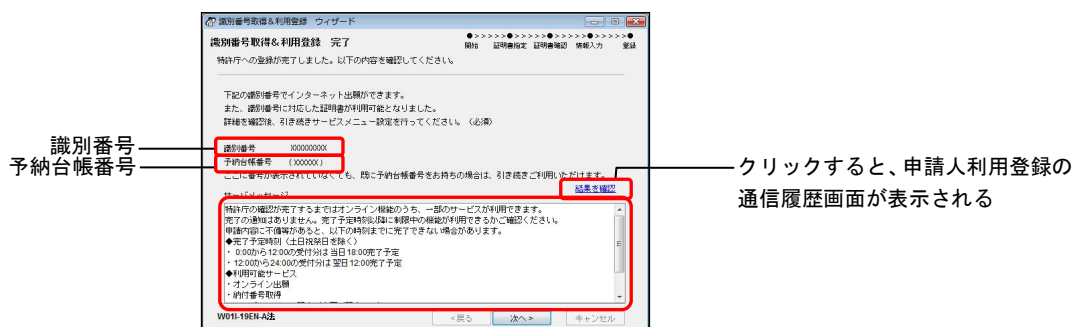 識別番号取得&利用登録 ウィザード
識別番号取得&利用登録 完了
●>>>>>●>>>>>●>>>>>●>>>>>●
開始 証明書指定 証明書確認 情報入力 登録
特許庁への登録が完了しました。以下の内容を確認してください。
下記の識別番号でインターネット出願ができます。
また、識別番号に対応した証明書が利用可能となりました。
詳細を確認後、引き続きサービスメニュー設定を行ってください。(必須)
識別番号
識別番号 XXXXXXXXX
予納台帳番号
予納台帳番号 (XXXXXX)
ここに番号が表示されていなくても、既に予納台帳番号をお持ちの場合は、引き続きご利用いただけます。
クリックすると、申請人利用登録の
通信履歴画面が表示される
結果を確認
サーバメッセージ
特許庁の確認が完了するまではオンライン機能のうち、一部のサービスが利用できます。
完了の通知はありません。完了予定時刻以降に制限中の機能が利用できるかご確認ください。
申請内容に不備等があると、以下の時刻までに完了できない場合があります。
◆完了予定時刻(土日祝祭日を除く)
・0:00から12:00の受付分は当日18:00完了予定
・12:00から24:00の受付分は翌日12:00完了予定
◆利用可能サービス
・オンライン出願
・納付番号取得
W01I-19EN-A法
<戻る 次へ> キャンセル